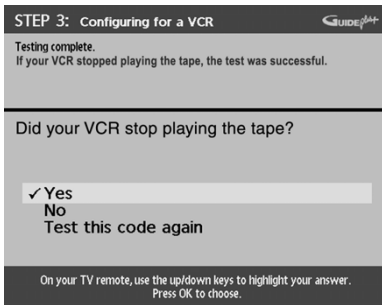 STEP 3: Configuring for a VCR GUIDE plus+
Testing complete.
If your VCR stopped playing the tape, the test was successful.
Did your VCR stop playing the tape?
✓ Yes
No
Test this code again
On your TV remote, use the up/down keys to highlight your answer.
Press OK to choose.